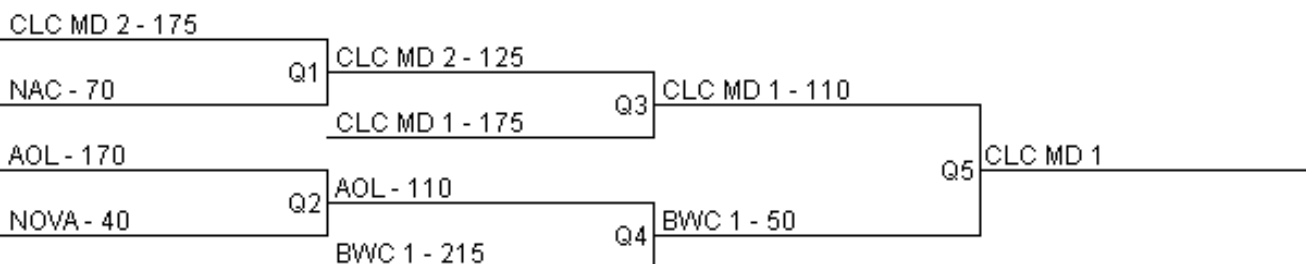 CLC MD 2 - 175
NAC - 70
Q1
CLC MD 2 - 125
CLC MD 1 - 175
Q3
CLC MD 1 - 110
AOL - 170
NOVA - 40
Q2
AOL - 110
BWC 1 - 215
Q4
BWC 1 - 50
Q5
CLC MD 1